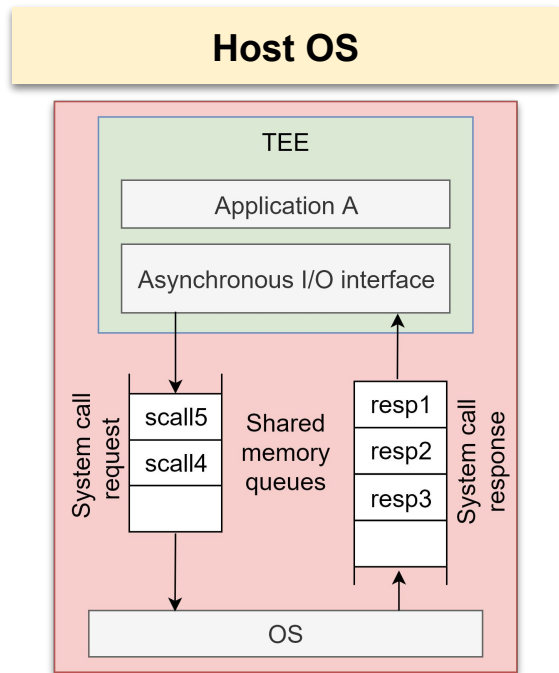 Host OS
TEE
Application A
Asynchronous I/O interface
System call
request
scall5
scall4
Shared
memory
queues
resp1
resp2
resp3
System call
response
OS